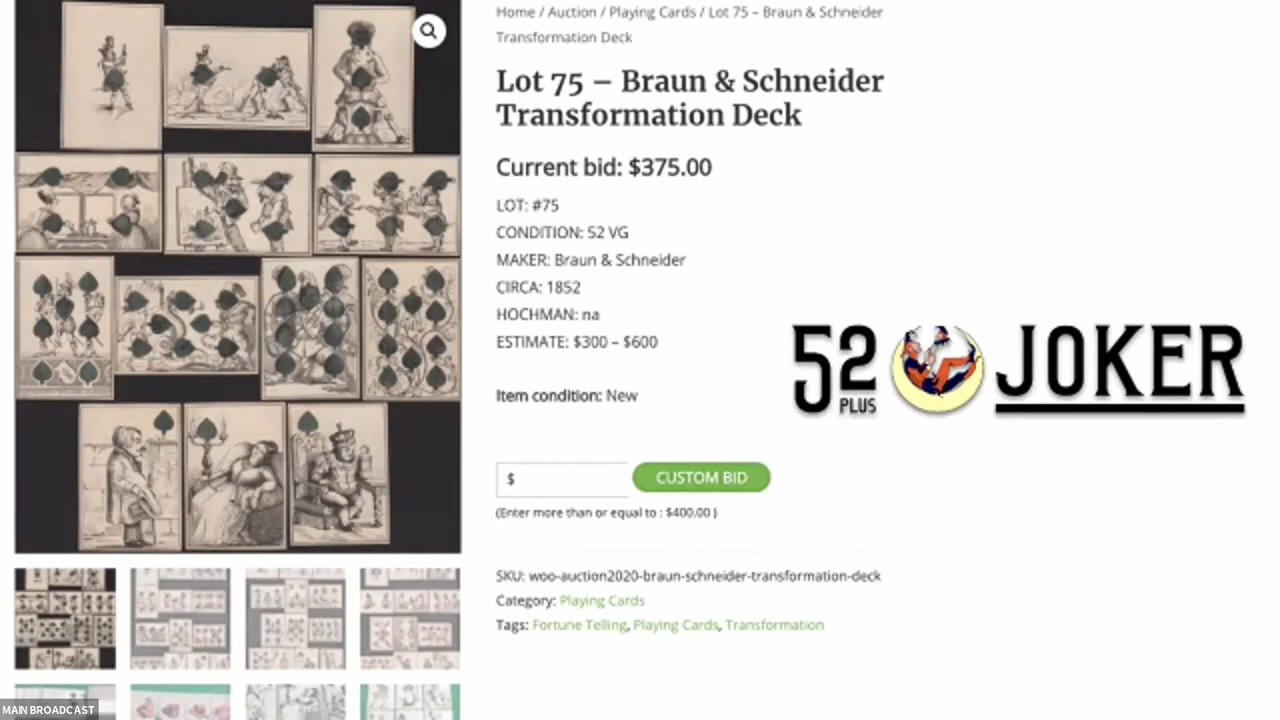 Home / Auction / Playing Cards / Lot 75 – Braun & Schneider
Transformation Deck
Lot 75 – Braun & Schneider
Transformation Deck
Current bid: $375.00
LOT: #75
CONDITION: 52 VG
MAKER: Braun & Schneider
CIRCA: 1852
HOCHMAN: na
ESTIMATE: $300 – $600
Item condition: New
52 PLUS JOKER
$
CUSTOM BID
(Enter more than or equal to : $400.00 )
SKU: woo-auction2020-braun-schneider-transformation-deck
Category: Playing Cards
Tags: Fortune Telling, Playing Cards, Transformation
MAIN BROADCAST